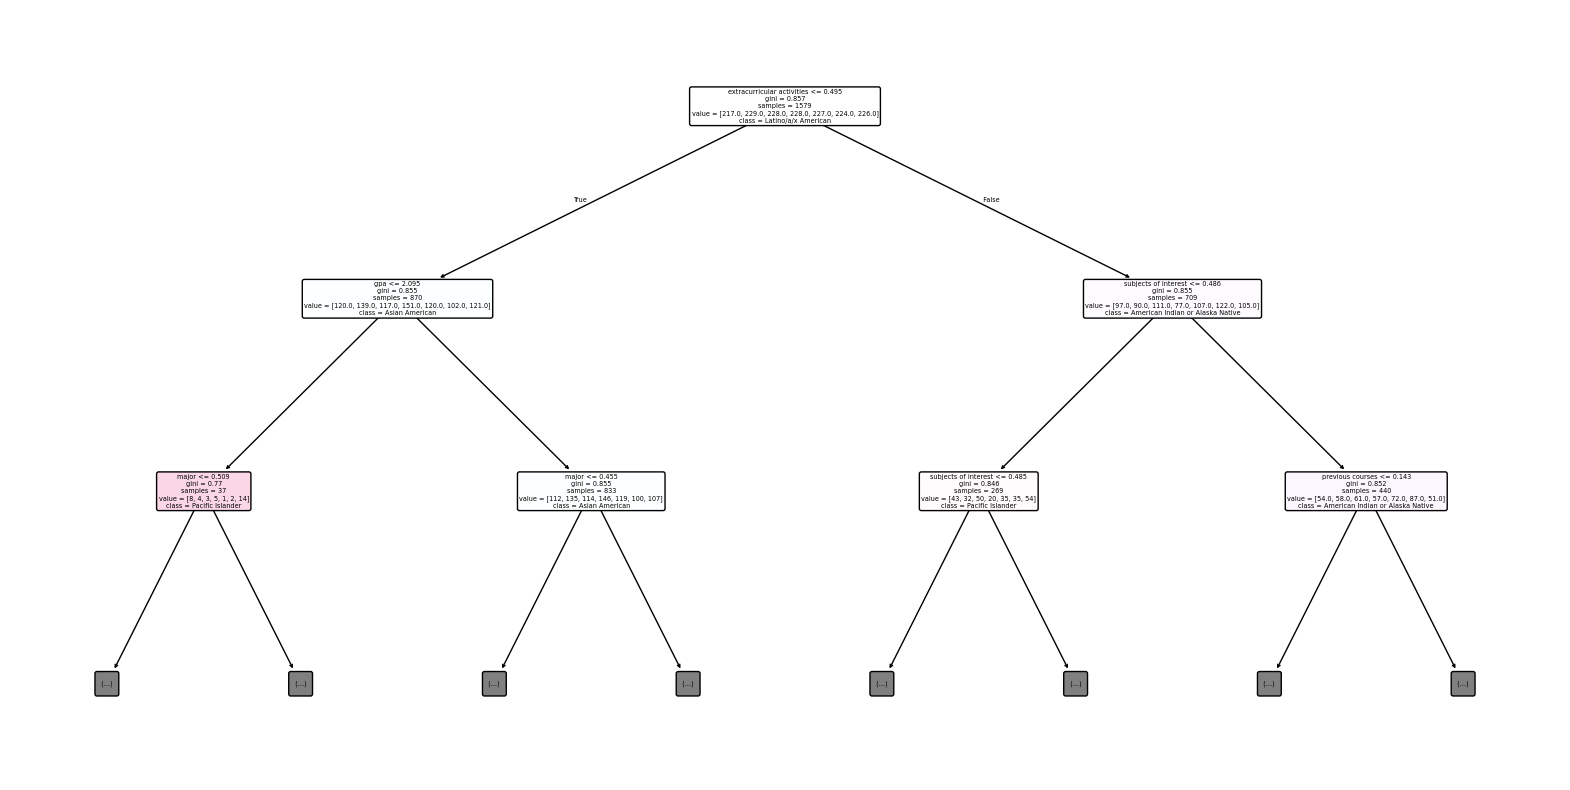 extracurricular activities <= 0.495
gini = 0.857
samples = 1579
value = [217.0, 229.0, 228.0, 228.0, 227.0, 224.0, 226.0]
class = Latino/a/x American
True
False
gpa <= 2.095
gini = 0.855
samples = 870
value = [120.0, 139.0, 117.0, 151.0, 120.0, 102.0, 121.0]
class = Asian American
subjects of interest <= 0.486
gini = 0.855
samples = 709
value = [97.0, 90.0, 111.0, 77.0, 107.0, 122.0, 105.0]
class = American Indian or Alaska Native
major <= 0.509
gini = 0.77
samples = 37
value = [8, 4, 3, 5, 1, 2, 14]
class = Pacific Islander
major <= 0.455
gini = 0.855
samples = 833
value = [112, 135, 114, 146, 119, 100, 107]
class = Asian American
subjects of interest <= 0.485
gini = 0.846
samples = 269
value = [43, 32, 50, 20, 35, 35, 54]
class = Pacific Islander
previous courses <= 0.143
gini = 0.852
samples = 440
value = [54.0, 58.0, 61.0, 57.0, 72.0, 87.0, 51.0]
class = American Indian or Alaska Native
(...)
(...)
(...)
(...)
(...)
(...)
(...)
(...)